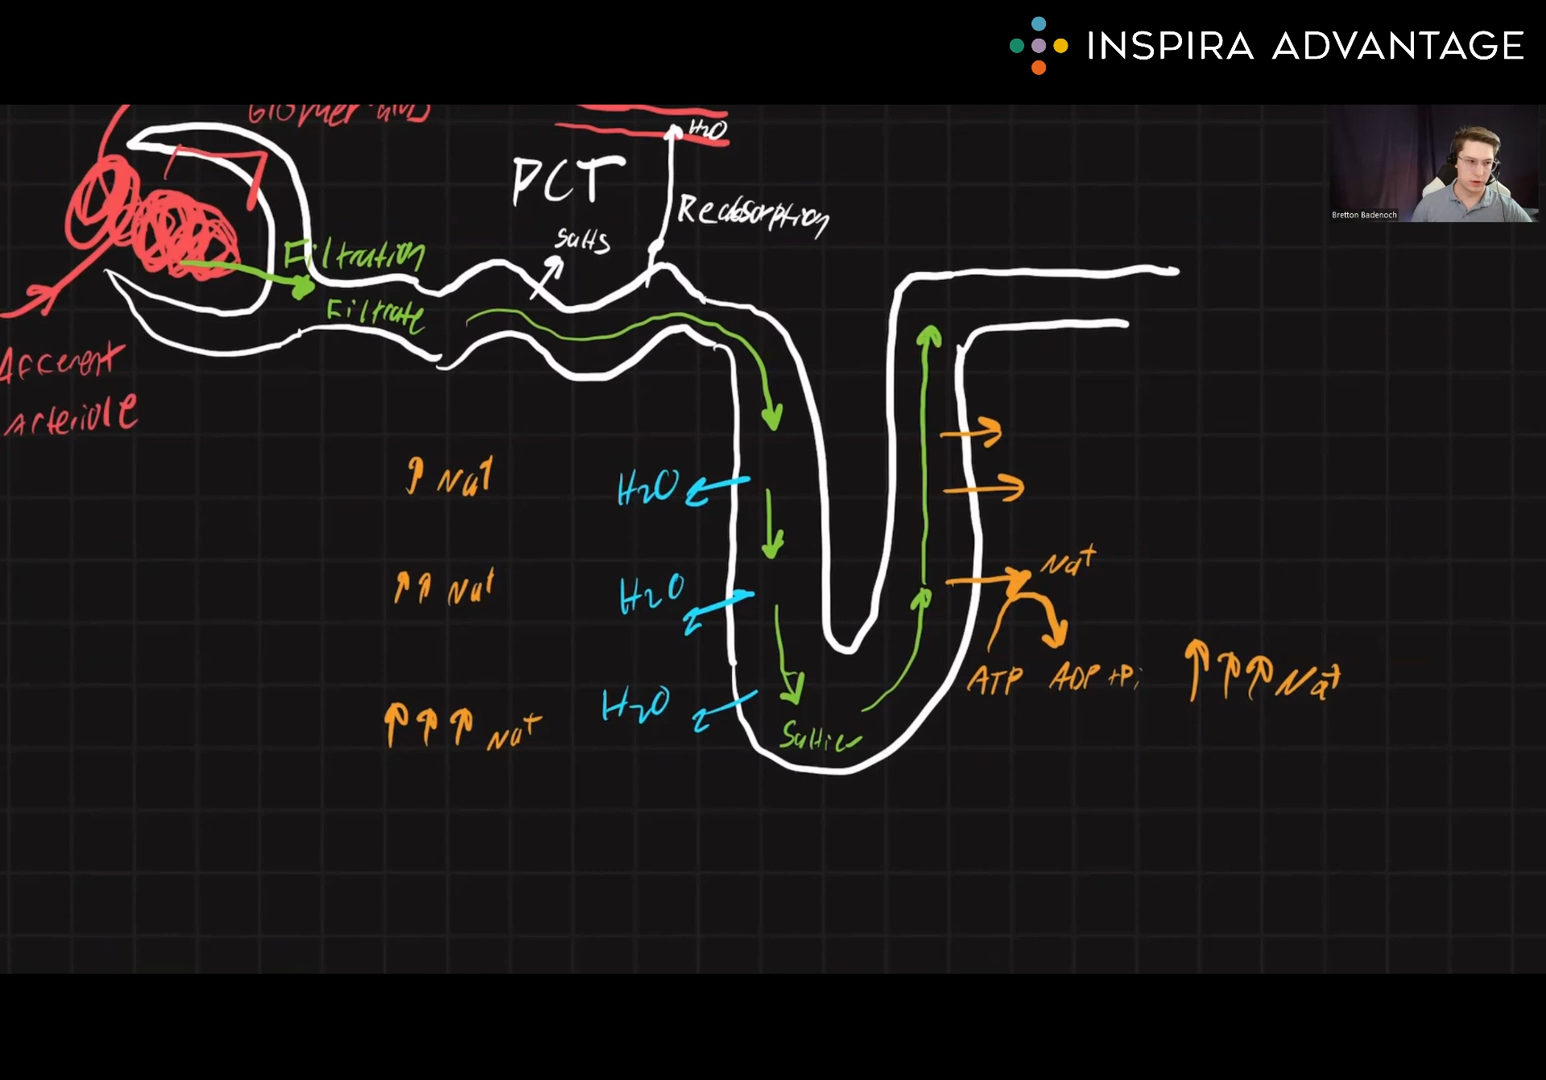 INSPIRA ADVANTAGE
H2O
PCT
Reabsorption
salts
Filtration
Filtrate
Afferent
Arteriole
Bretton Badenoch
↑ Na+
H2O
↑↑ Na+
H2O
Na+
ATP ADP + Pi
↑↑↑ Na+
↑↑↑ Na+
H2O
Saltier